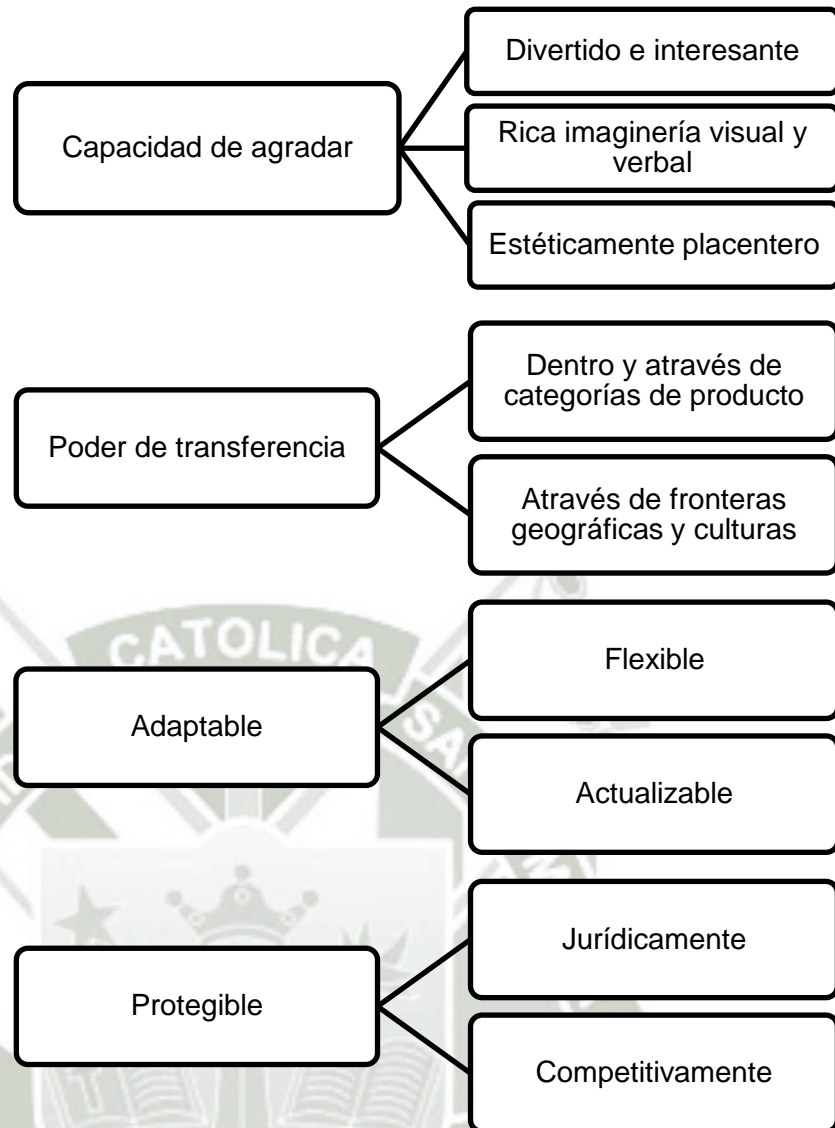 Capacidad de agradar
Divertido e interesante
Rica imaginería visual y
verbal
Estéticamente placentero
Poder de transferencia
Dentro y através de
categorías de producto
Através de fronteras
geográficas y culturas
CATOLICA
Adaptable
Flexible
Actualizable
Protegible
Jurídicamente
Competitivamente